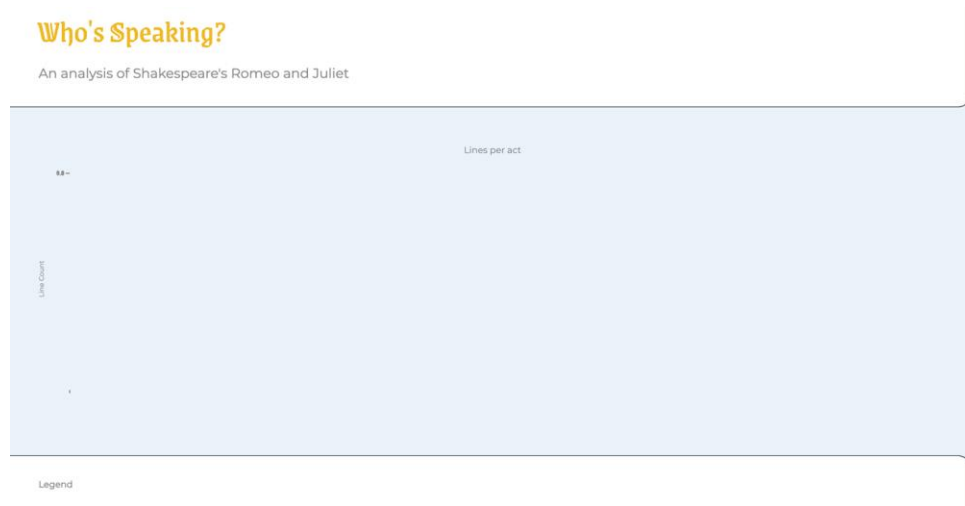 Who's Speaking?
An analysis of Shakespeare's Romeo and Juliet
Lines per act
Line Count
Legend